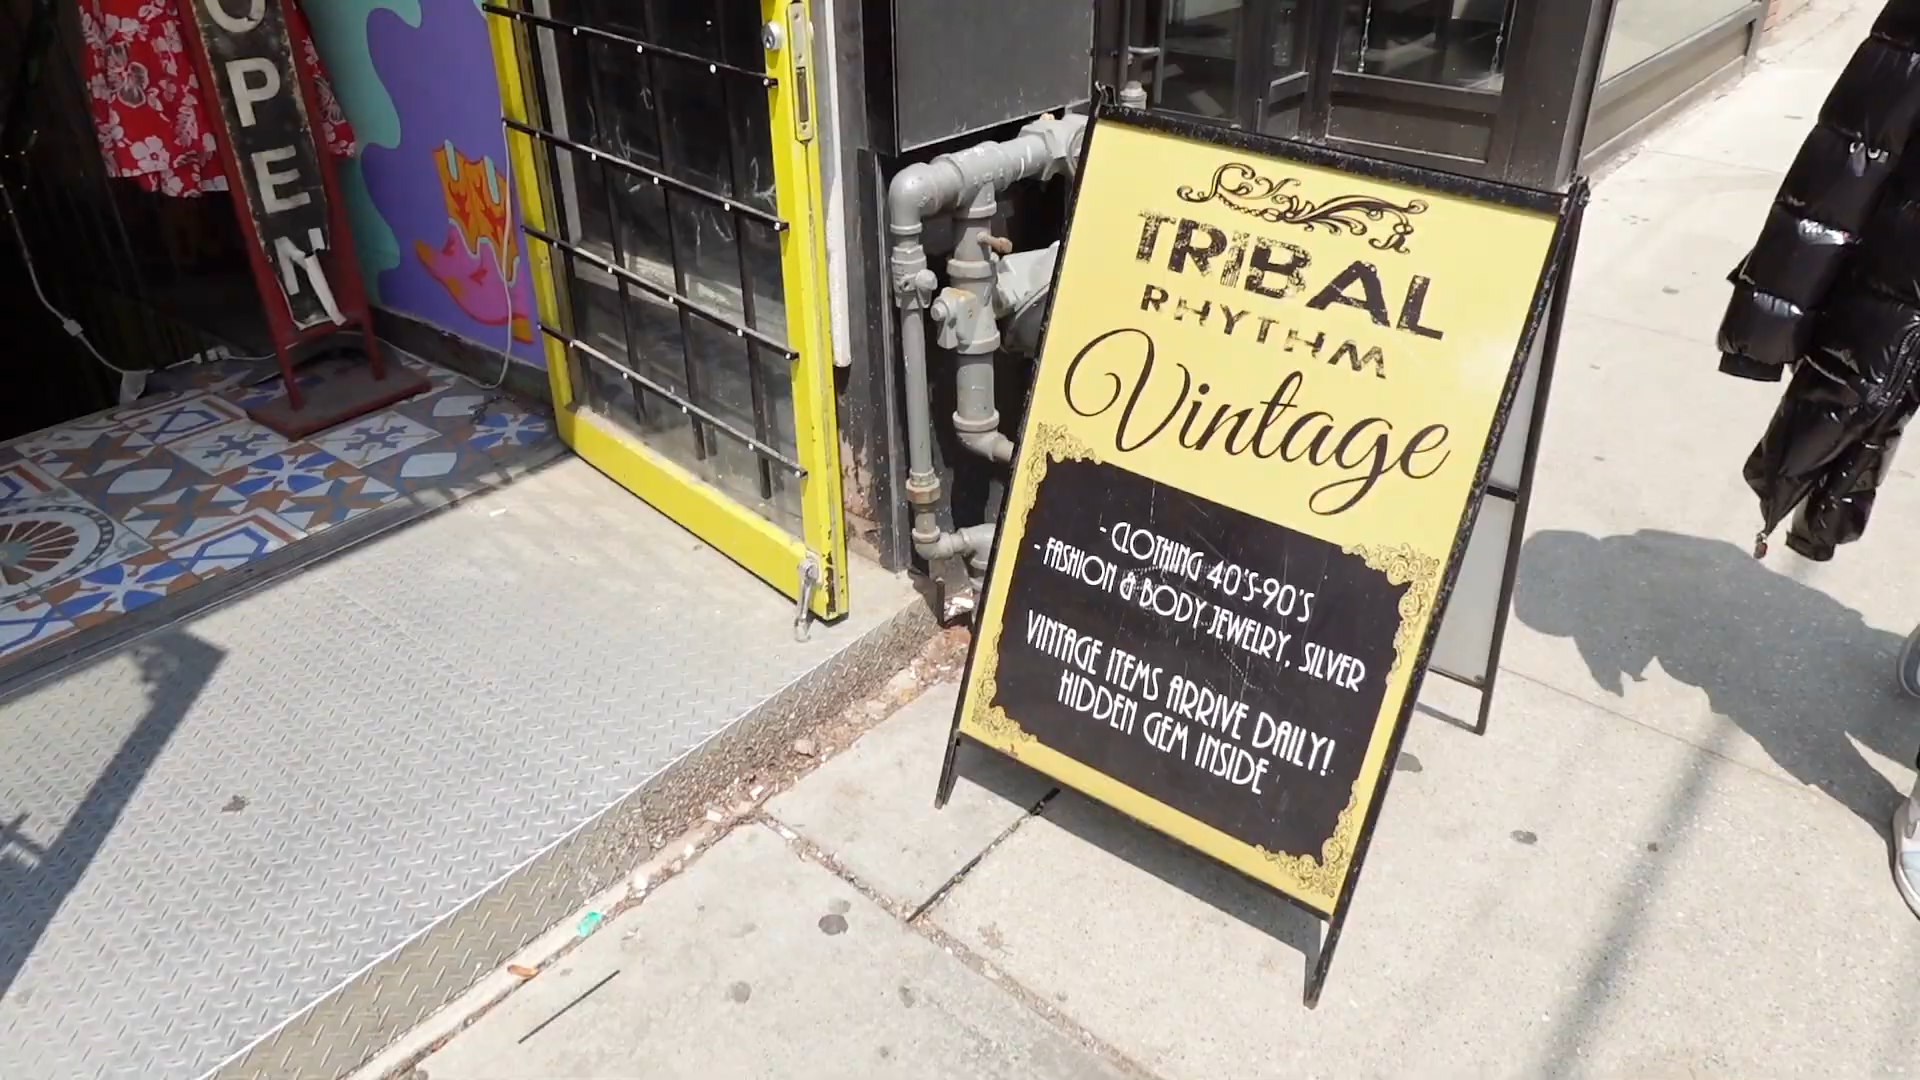 OPEN
TRIBAL
RHYTHM
Vintage
- CLOTHING 40'S-90'S
- FASHION & BODY JEWELRY, SILVER
VINTAGE ITEMS ARRIVE DAILY!
HIDDEN GEM INSIDE